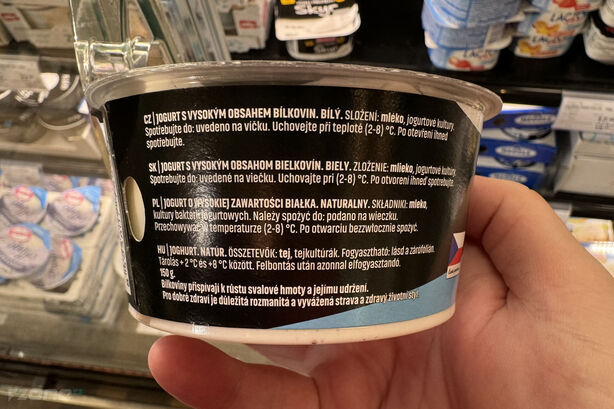 Skyr
CZ | JOGURT S VYSOKÝM OBSAHEM BÍLKOVIN. BÍLÝ. SLOŽENÍ: mléko, jogurtové kultury.
Spotřebujte do: uvedeno na víčku. Uchovejte při teplotě (2-8) °C. Po otevření ihned
spotřebujte.
SK | JOGURT S VYSOKÝM OBSAHOM BIELKOVÍN. BIELY. ZLOŽENIE: mlieko, jogurtové kultúry.
Spotrebujte do: uvedené na viečku. Uchovajte pri (2-8) °C. Po otvorení ihneď spotrebujte.
PL | JOGURT O WYSOKIEJ ZAWARTOŚCI BIAŁKA. NATURALNY. SKŁADNIKI: mleko,
kultury bakterii jogurtowych. Należy spożyć do: podano na wieczku.
Przechowywać w temperaturze (2-8) °C. Po otwarciu bezzwłocznie spożyć.
HU | JOGHURT. NATÚR. ÖSSZETEVŐK: tej, tejkultúrák. Fogyasztható: lásd a zárófólián.
Tárolás + 2 °C és +8 °C között. Felbontás után azonnal elfogyasztandó.
150 g.
Bílkoviny přispívají k růstu svalové hmoty a jejímu udržení.
Pro dobré zdraví je důležitá rozmanitá a vyvážená strava a zdravý životní styl.